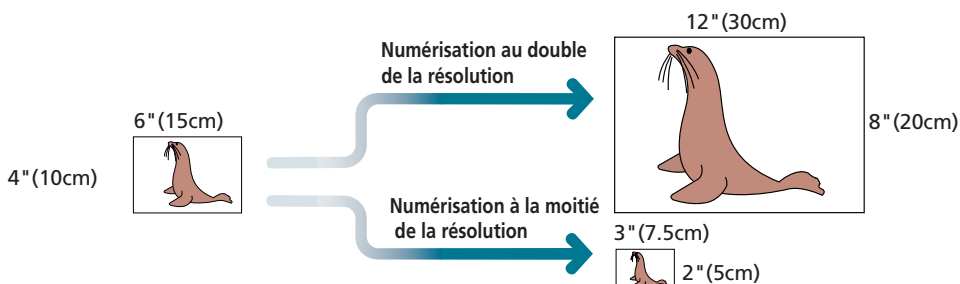 12"(30cm)
Numérisation au double
de la résolution
6"(15cm)
8"(20cm)
4"(10cm)
Numérisation à la moitié
de la résolution
3"(7.5cm)
2"(5cm)